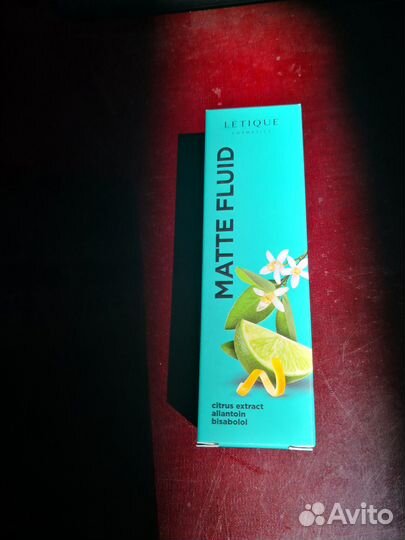 LETIQUE
COSMETICS
MATTE FLUID
citrus extract
allantoin
bisabolol
Avito